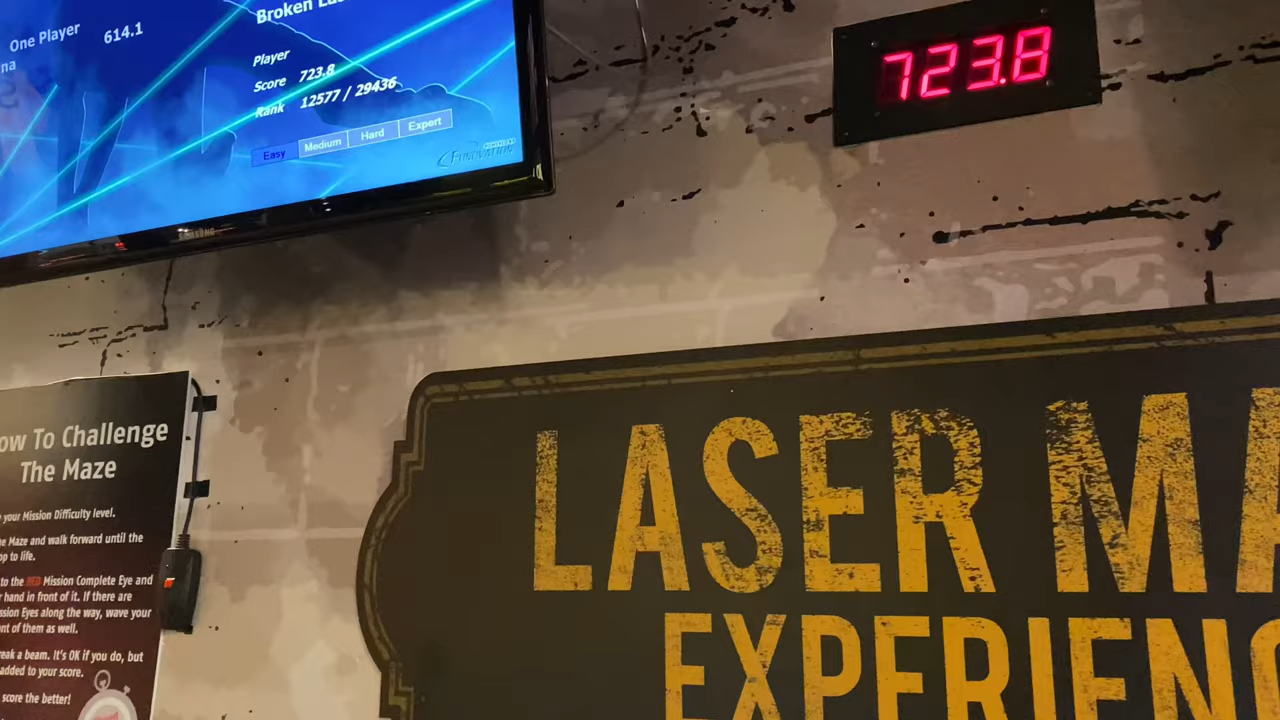 One Player 614.1
na
Broken
Player
Score 723.8
Rank 12577 / 29436
Easy Medium Hard Expert
SAMSUNG
723.8
ow To Challenge
The Maze
your Mission Difficulty level.
e Maze and walk forward until the
op to life.
to the RED Mission Complete Eye and
hand in front of it. If there are
ssion Eyes along the way, wave your
nt of them as well.
reak a beam. It's OK if you do, but
added to your score.
score the better!
LASER MA
EXPERIENC